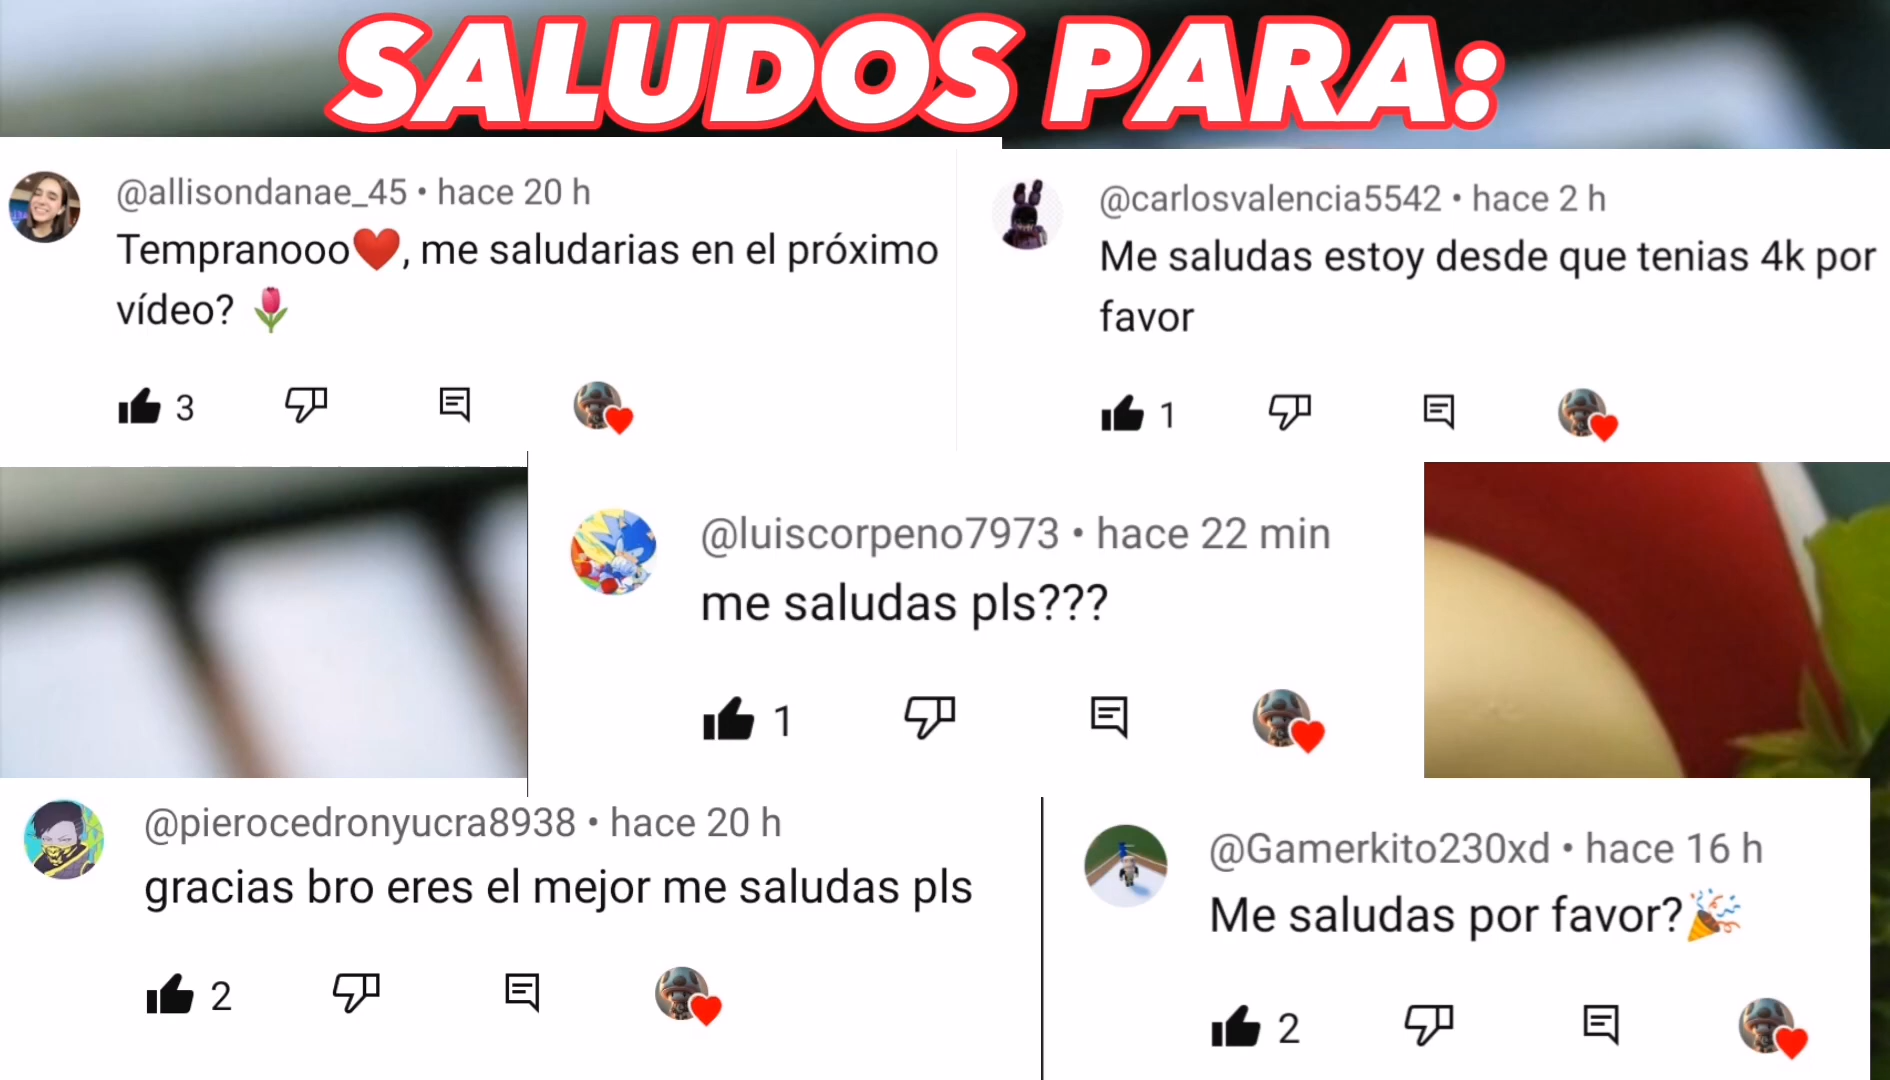 SALUDOS PARA:
@allisondanae_45 • hace 20 h
Tempranooo❤️, me saludarias en el próximo
vídeo? 🌷
3
@carlosvalencia5542 • hace 2 h
Me saludas estoy desde que tenias 4k por
favor
1
@luiscorpeno7973 • hace 22 min
me saludas pls???
1
@pierocedronyucra8938 • hace 20 h
gracias bro eres el mejor me saludas pls
2
@Gamerkito230xd • hace 16 h
Me saludas por favor?🎉
2